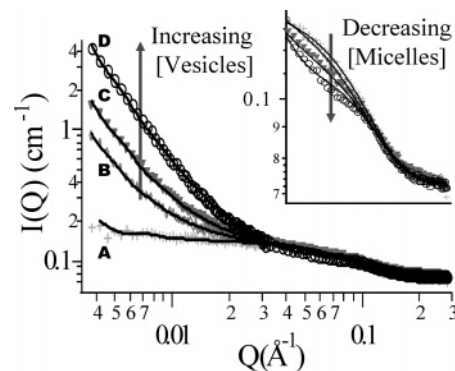 D
C
B
A
Increasing
[Vesicles]
Decreasing
[Micelles]
I(Q) (cm⁻¹)
4
2
1
4
2
0.1
0.1
9
8
7
4 5 6 7
0.01
2 3 4 5 6 7
0.1
2 3
Q(Å⁻¹)